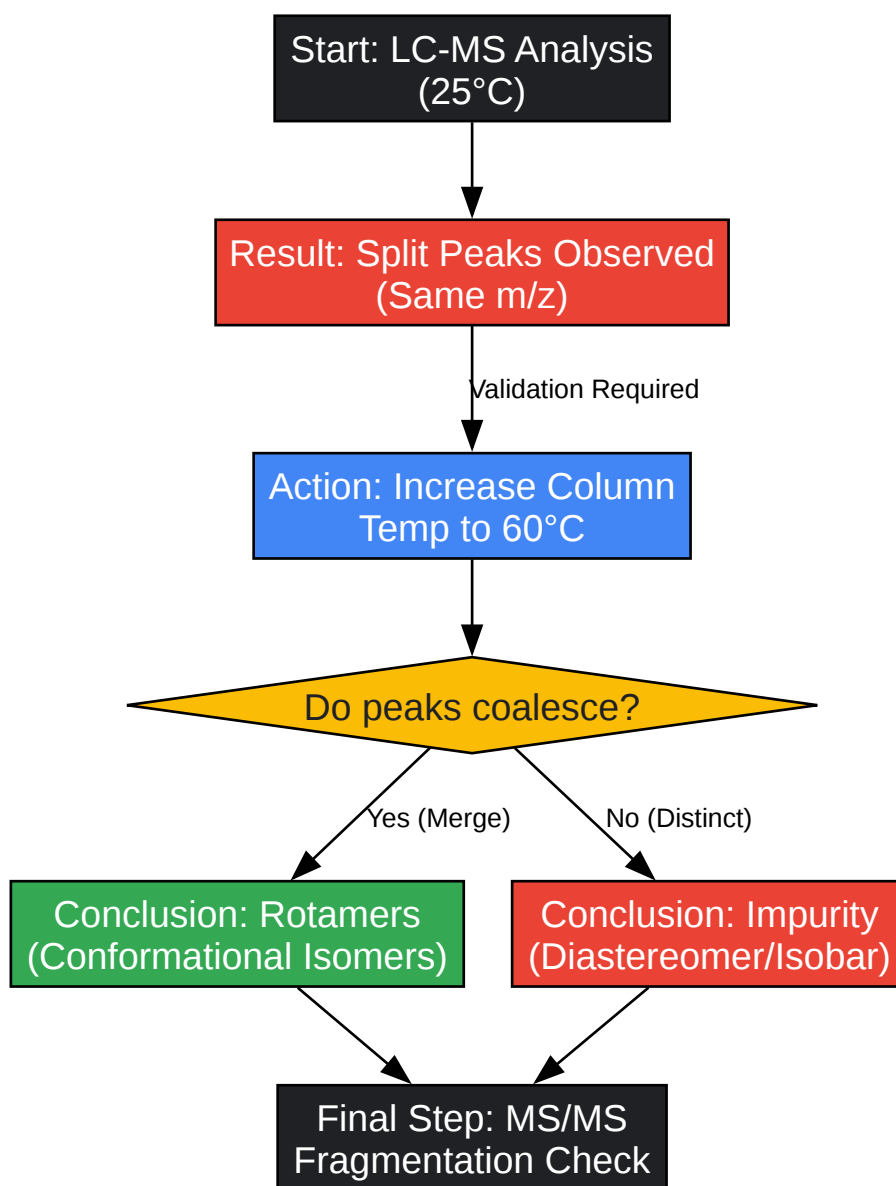 Start: LC-MS Analysis
(25°C)
Result: Split Peaks Observed
(Same m/z)
Validation Required
Action: Increase Column
Temp to 60°C
Do peaks coalesce?
Yes (Merge)
No (Distinct)
Conclusion: Rotamers
(Conformational Isomers)
Conclusion: Impurity
(Diastereomer/Isobar)
Final Step: MS/MS
Fragmentation Check